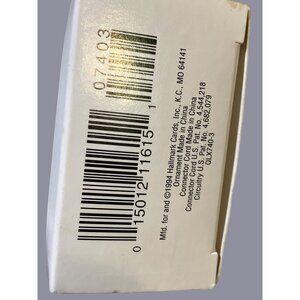 07403
0 15012 11615 1
Mfd. for and ©1994 Hallmark Cards, Inc., K.C., MO 64141
Ornament Made in China
Connector Cord Made in China
Connector Cord U.S. Pat. No. 4,544,218
Circuitry U.S. Pat. No. 4,682,079
QLX740-3